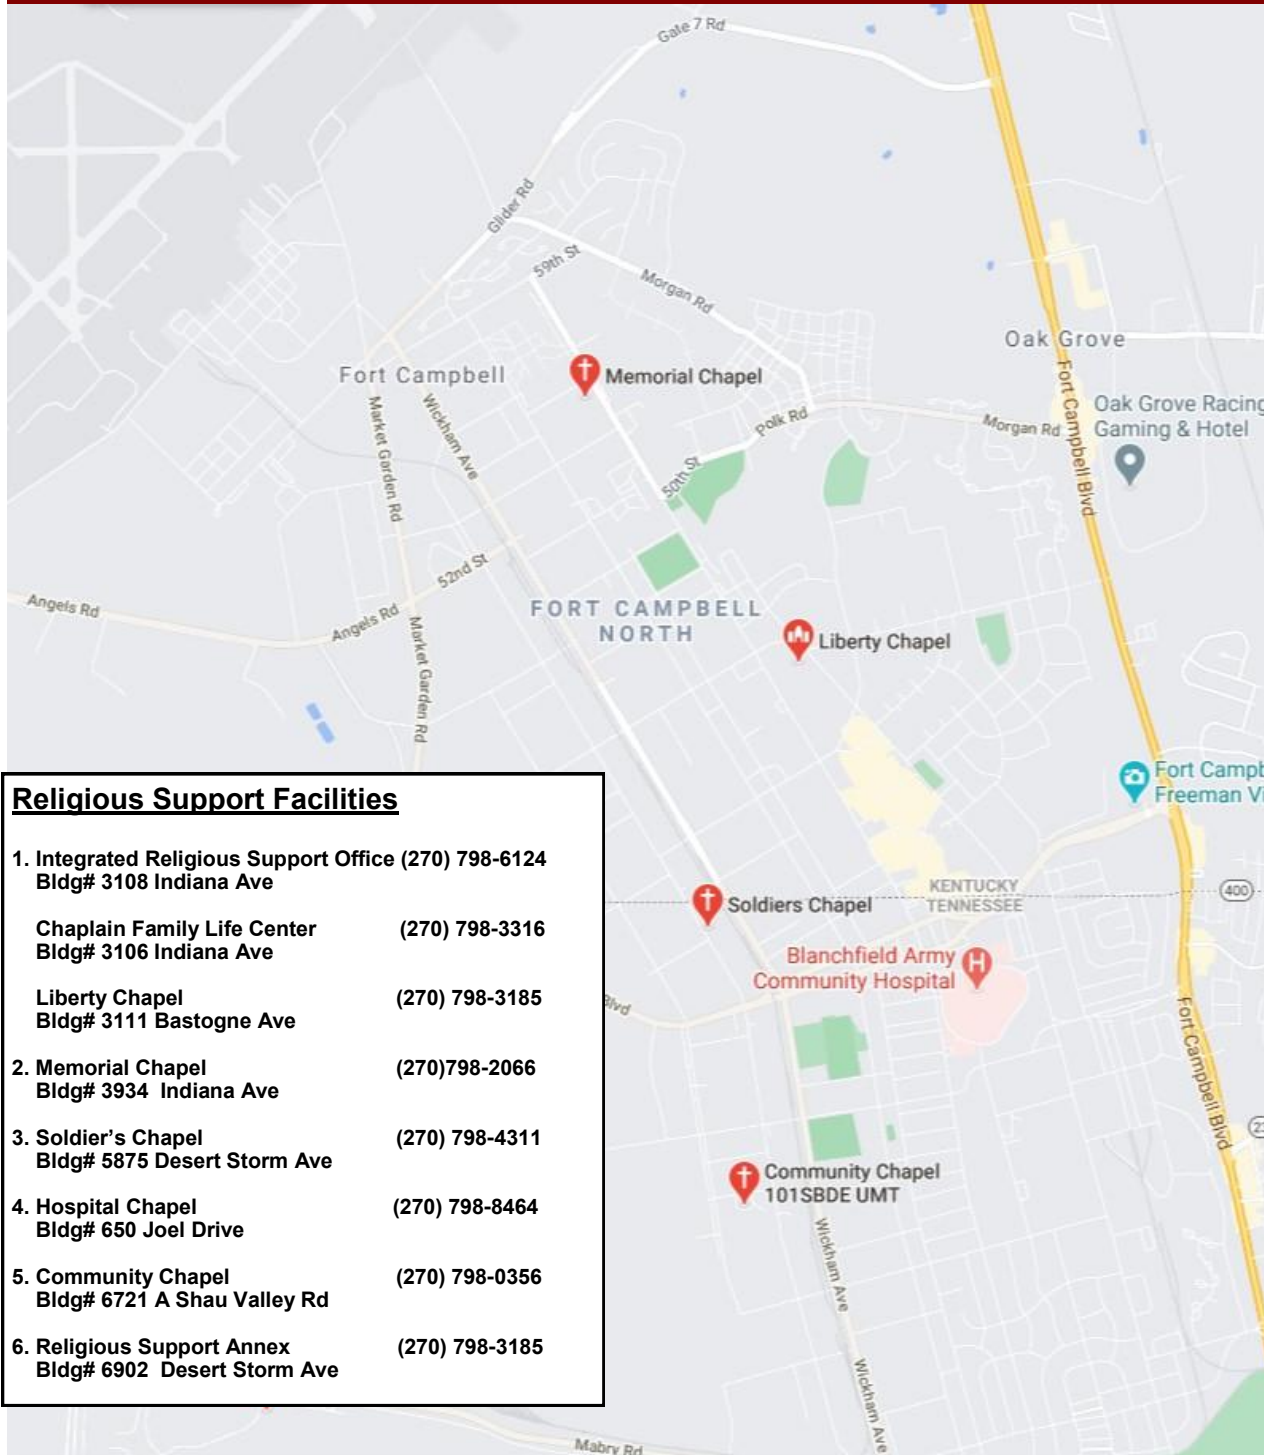 Gate 7 Rd
Glider Rd
59th St
Morgan Rd
Oak Grove
Fort Campbell
Memorial Chapel
Fort Campbell Blvd
Oak Grove Racing
Gaming & Hotel
Market Garden Rd
Wickham Ave
Polk Rd
Morgan Rd
50th St
52nd St
Angels Rd
Angels Rd
FORT CAMPBELL
NORTH
Market Garden Rd
Liberty Chapel
Fort Campb
Freeman Vi
Religious Support Facilities
1. Integrated Religious Support Office (270) 798-6124
Bldg# 3108 Indiana Ave
Chaplain Family Life Center (270) 798-3316
Bldg# 3106 Indiana Ave
Liberty Chapel (270) 798-3185
Bldg# 3111 Bastogne Ave
2. Memorial Chapel (270)798-2066
Bldg# 3934 Indiana Ave
3. Soldier's Chapel (270) 798-4311
Bldg# 5875 Desert Storm Ave
4. Hospital Chapel (270) 798-8464
Bldg# 650 Joel Drive
5. Community Chapel (270) 798-0356
Bldg# 6721 A Shau Valley Rd
6. Religious Support Annex (270) 798-3185
Bldg# 6902 Desert Storm Ave
KENTUCKY
TENNESSEE
400
Soldiers Chapel
Blanchfield Army
Community Hospital
H
Blvd
Fort Campbell Blvd
Community Chapel
101SBDE UMT
Wickham Ave
Wickham Ave
Mabry Rd